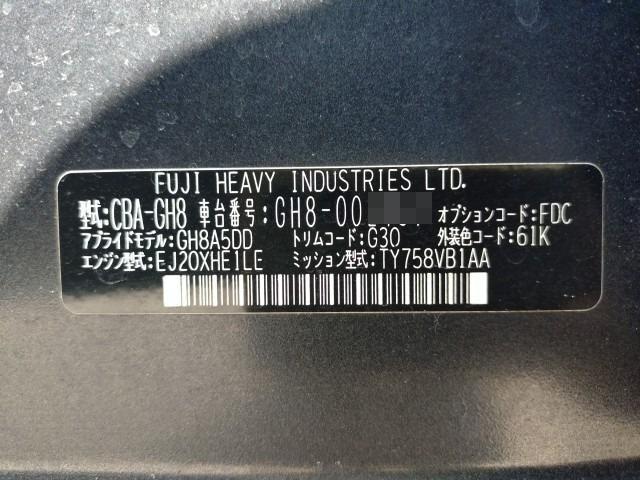 FUJI HEAVY INDUSTRIES LTD.
型式:CBA-GH8 車台番号:GH8-00 オプションコード:FDC
アプライドモデル:GH8A5DD トリムコード:G30 外装色コード:61K
エンジン型式:EJ20XHE1LE ミッション型式:TY758VB1AA